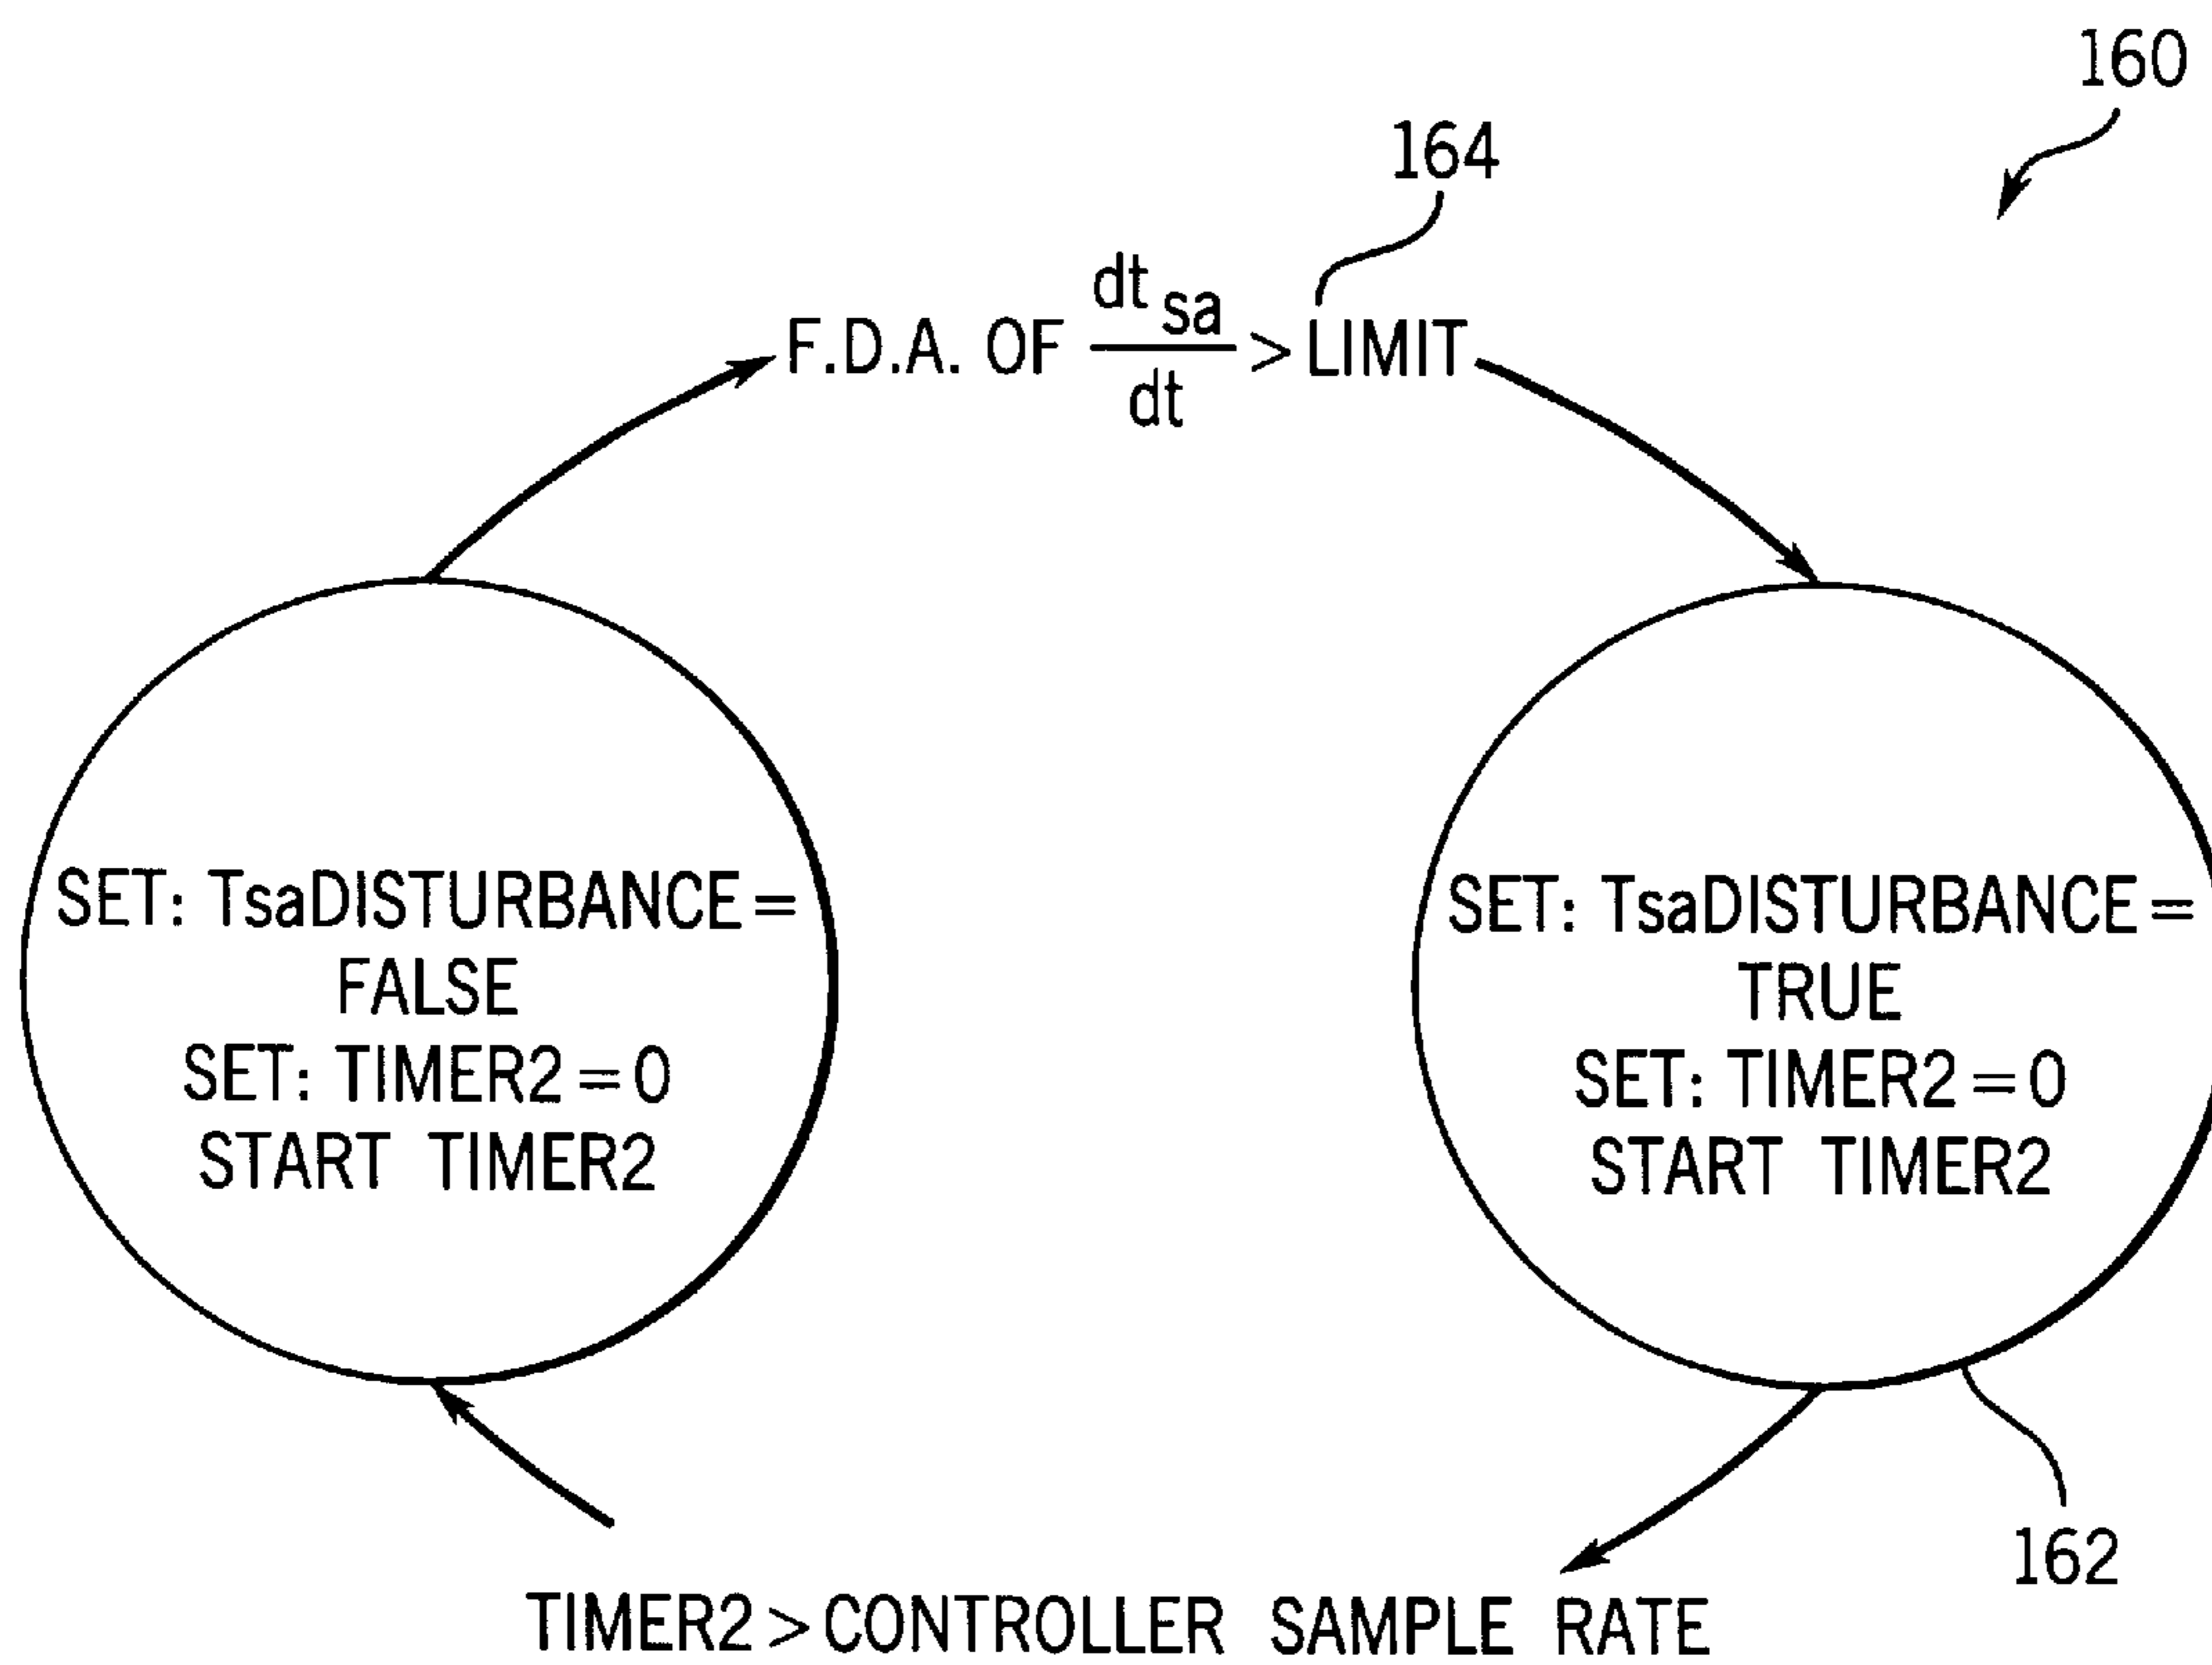 160
164
F.D.A. OF dt sa / dt > LIMIT
SET: TsaDISTURBANCE =
FALSE
SET: TIMER2 = 0
START TIMER2
SET: TsaDISTURBANCE =
TRUE
SET: TIMER2 = 0
START TIMER2
162
TIMER2 > CONTROLLER SAMPLE RATE